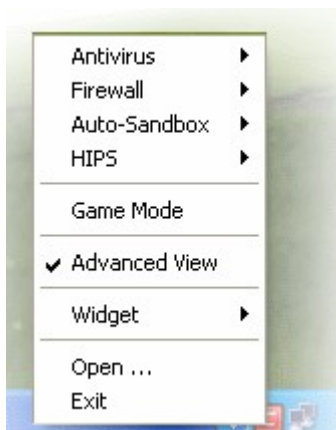 Antivirus
Firewall
Auto-Sandbox
HIPS
Game Mode
Advanced View
Widget
Open ...
Exit